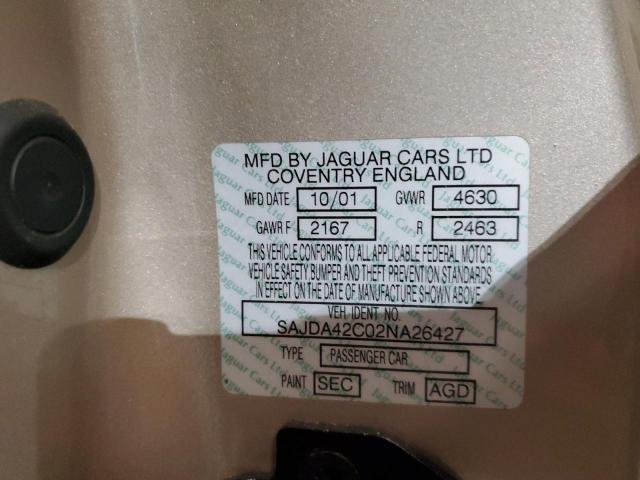 MFD BY JAGUAR CARS LTD
COVENTRY ENGLAND
MFD DATE 10/01 GVWR 4630
GAWR F 2167 R 2463
THIS VEHICLE CONFORMS TO ALL APPLICABLE FEDERAL MOTOR
VEHICLE SAFETY BUMPER AND THEFT PREVENTION STANDARDS
IN EFFECT ON THE DATE OF MANUFACTURE SHOWN ABOVE.
VEH IDENT NO.
SAJDA42C02NA26427
TYPE PASSENGER CAR
PAINT SEC TRIM AGD